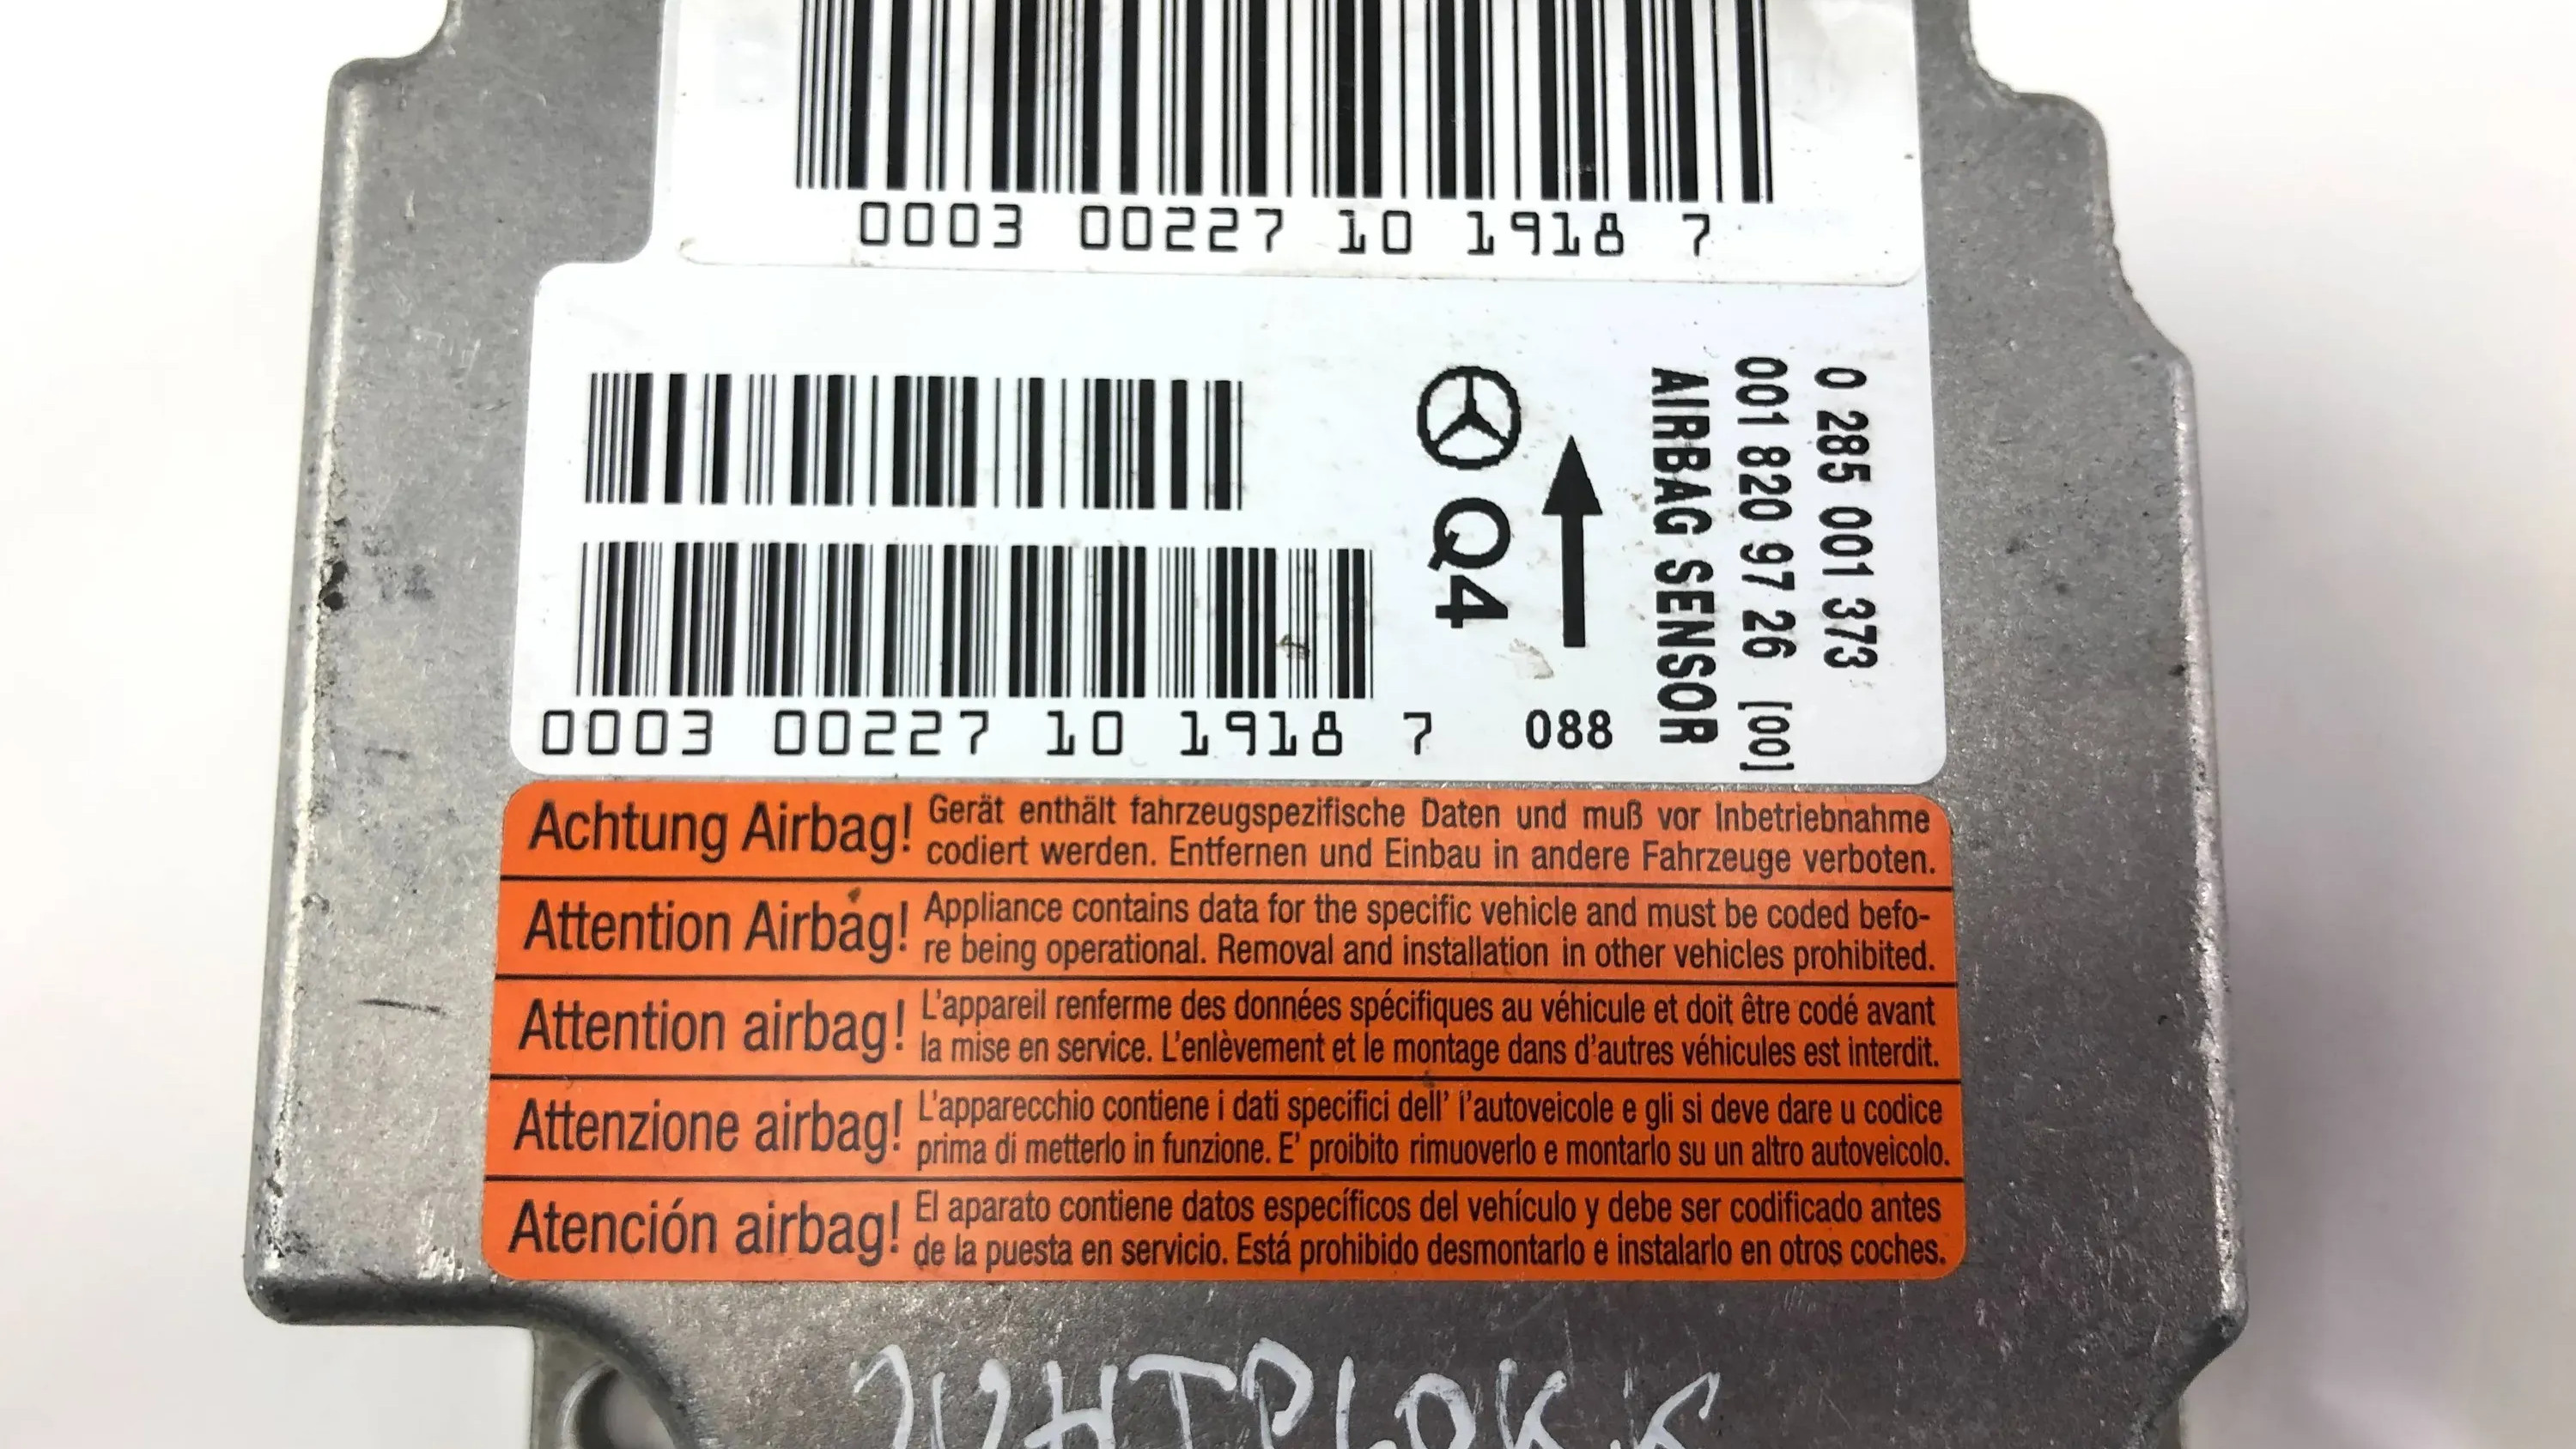 0003 00227 10 1918 7
0 285 001 373
001 820 97 26 [00]
AIRBAG SENSOR
Q4
0003 00227 10 1918 7
088
Achtung Airbag!
Gerät enthält fahrzeugspezifische Daten und muß vor Inbetriebnahme
codiert werden. Entfernen und Einbau in andere Fahrzeuge verboten.
Attention Airbag!
Appliance contains data for the specific vehicle and must be coded befo-
re being operational. Removal and installation in other vehicles prohibited.
Attention airbag!
L'appareil renferme des données spécifiques au véhicule et doit être codé avant
la mise en service. L'enlèvement et le montage dans d'autres véhicules est interdit.
Attenzione airbag!
L'apparecchio contiene i dati specifici dell' l'autoveicole e gli si deve dare u codice
prima di metterlo in funzione. E' proibito rimuoverlo e montarlo su un altro autoveicolo.
Atención airbag!
El aparato contiene datos específicos del vehículo y debe ser codificado antes
de la puesta en servicio. Está prohibido desmontarlo e instalarlo en otros coches.